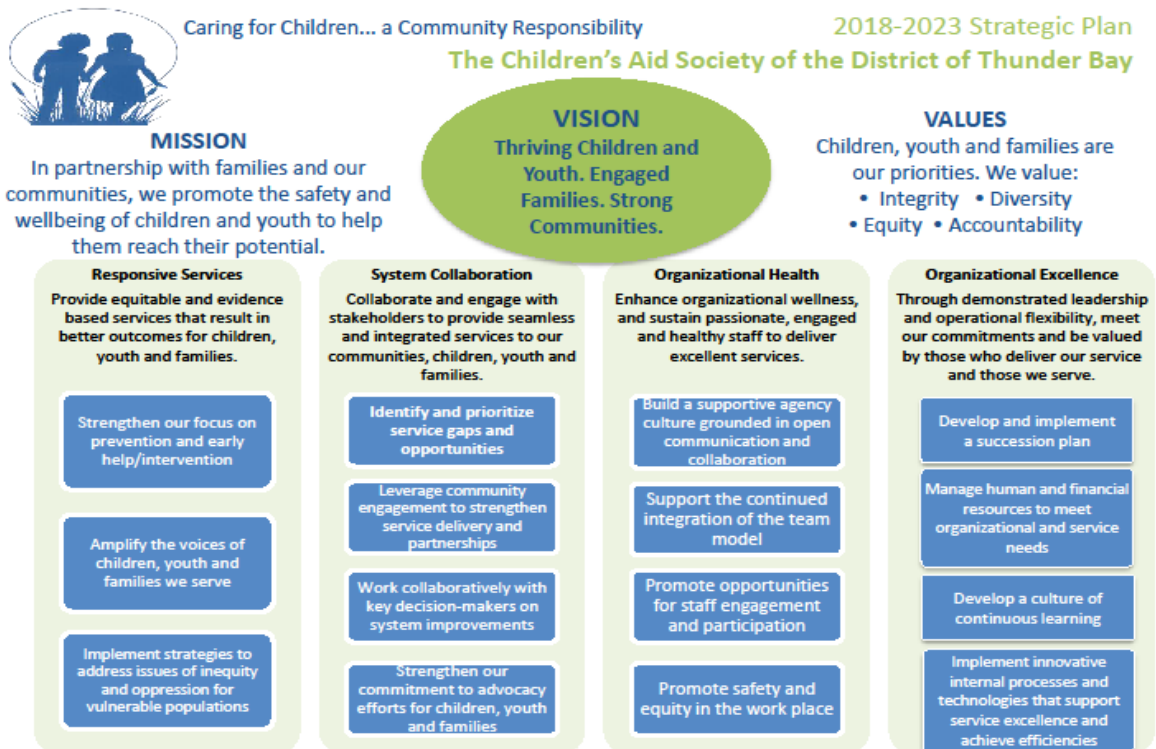 Caring for Children... a Community Responsibility
2018-2023 Strategic Plan
The Children's Aid Society of the District of Thunder Bay
MISSION
In partnership with families and our
communities, we promote the safety and
wellbeing of children and youth to help
them reach their potential.
VISION
Thriving Children and
Youth. Engaged
Families. Strong
Communities.
VALUES
Children, youth and families are
our priorities. We value:
• Integrity • Diversity
• Equity • Accountability
Responsive Services
Provide equitable and evidence
based services that result in
better outcomes for children,
youth and families.
Strengthen our focus on
prevention and early
help/intervention
Amplify the voices of
children, youth and
families we serve
Implement strategies to
address issues of inequity
and oppression for
vulnerable populations
System Collaboration
Collaborate and engage with
stakeholders to provide seamless
and integrated services to our
communities, children, youth and
families.
Identify and prioritize
service gaps and
opportunities
Leverage community
engagement to strengthen
service delivery and
partnerships
Work collaboratively with
key decision-makers on
system improvements
Strengthen our
commitment to advocacy
efforts for children, youth
and families
Organizational Health
Enhance organizational wellness,
and sustain passionate, engaged
and healthy staff to deliver
excellent services.
Build a supportive agency
culture grounded in open
communication and
collaboration
Support the continued
integration of the team
model
Promote opportunities
for staff engagement
and participation
Promote safety and
equity in the work place
Organizational Excellence
Through demonstrated leadership
and operational flexibility, meet
our commitments and be valued
by those who deliver our service
and those we serve.
Develop and implement
a succession plan
Manage human and financial
resources to meet
organizational and service
needs
Develop a culture of
continuous learning
Implement innovative
internal processes and
technologies that support
service excellence and
achieve efficiencies